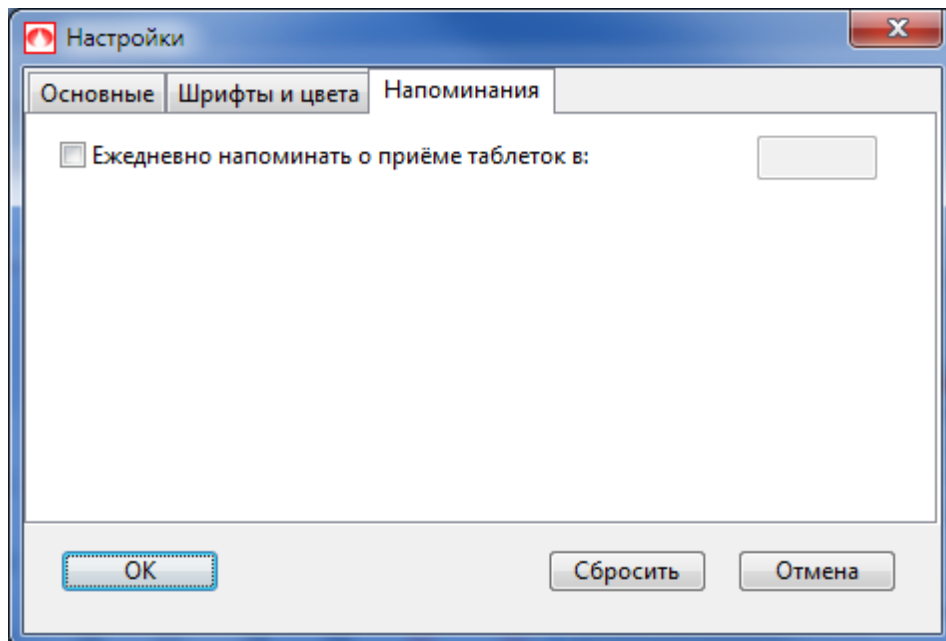 Настройки
Основные Шрифты и цвета Напоминания
Ежедневно напоминать о приёме таблеток в:
OK Сбросить Отмена